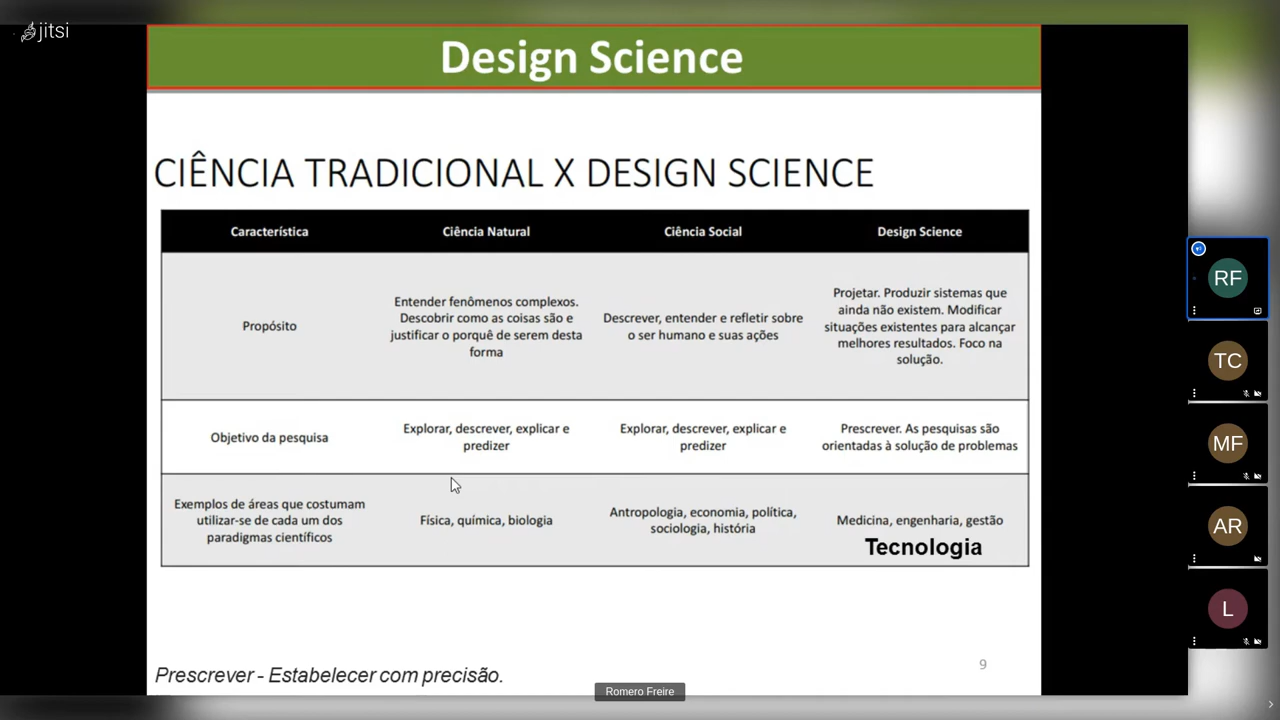 jitsi
Design Science
CIÊNCIA TRADICIONAL X DESIGN SCIENCE
Característica
Ciência Natural
Ciência Social
Design Science
Propósito
Entender fenômenos complexos.
Descobrir como as coisas são e
justificar o porquê de serem desta
forma
Descrever, entender e refletir sobre
o ser humano e suas ações
Projetar. Produzir sistemas que
ainda não existem. Modificar
situações existentes para alcançar
melhores resultados. Foco na
solução.
Objetivo da pesquisa
Explorar, descrever, explicar e
predizer
Explorar, descrever, explicar e
predizer
Prescrever. As pesquisas são
orientadas à solução de problemas
Exemplos de áreas que costumam
utilizar-se de cada um dos
paradigmas científicos
Física, química, biologia
Antropologia, economia, política,
sociologia, história
Medicina, engenharia, gestão
Tecnologia
Prescrever - Estabelecer com precisão.
9
Romero Freire
RF
TC
MF
AR
L